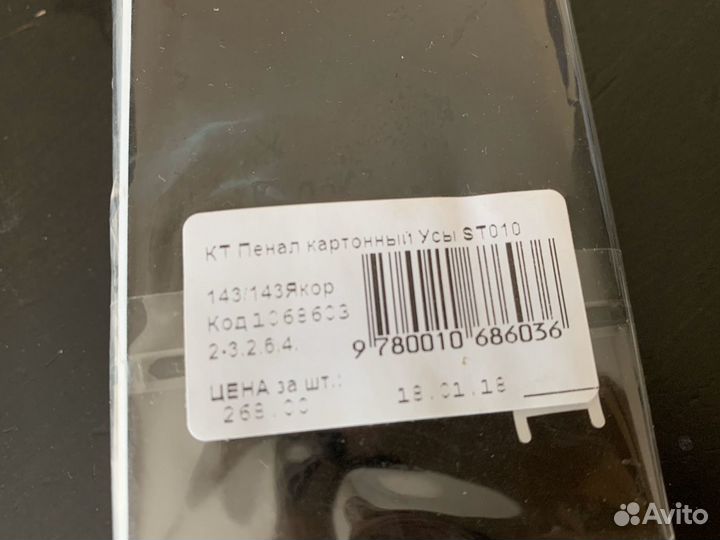 КТ Пенал картонный Усы ST010
143/143Якор
Код 1068603
2-3.2.6.4.
9 780010 686036
ЦЕНА за шт.:
268.00
18.01.18
Avito